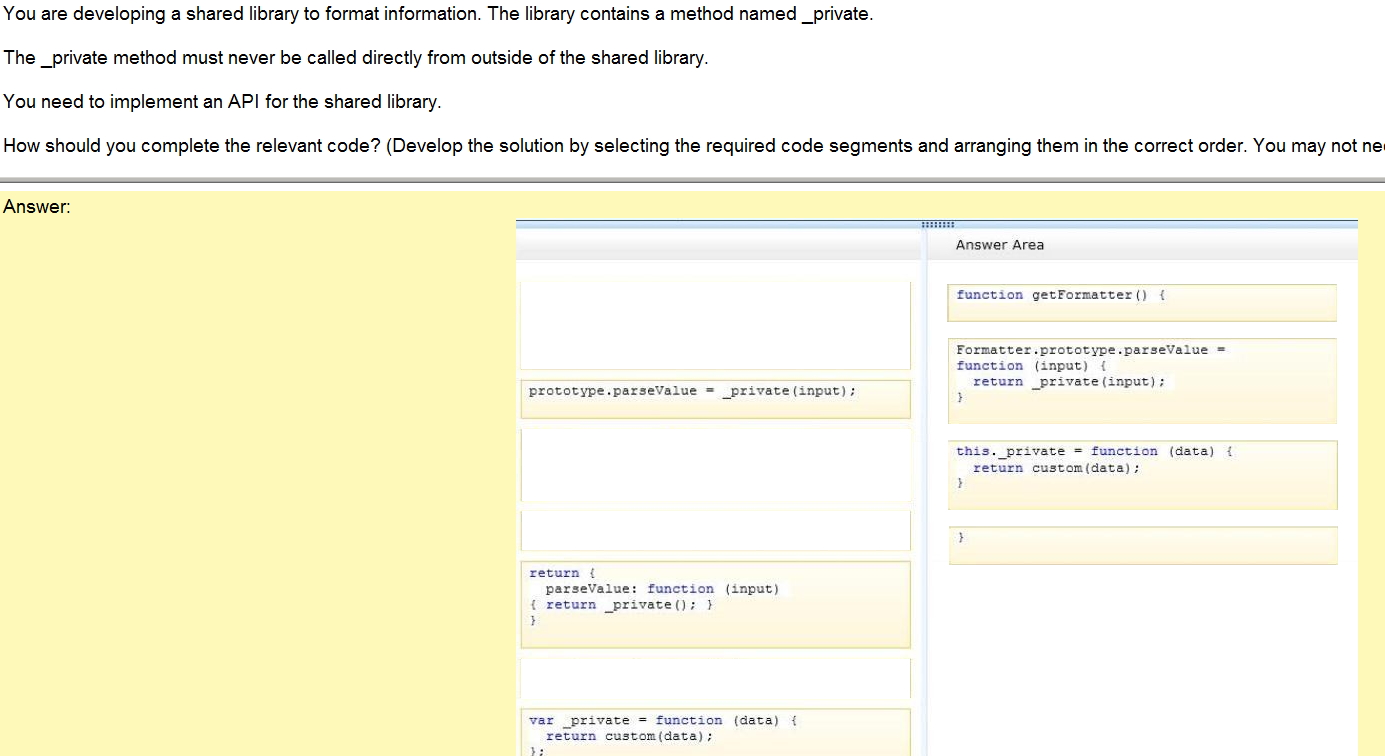 You are developing a shared library to format information. The library contains a method named _private.
The _private method must never be called directly from outside of the shared library.
You need to implement an API for the shared library.
How should you complete the relevant code? (Develop the solution by selecting the required code segments and arranging them in the correct order. You may not
Answer:
Answer Area
prototype.parseValue = _private(input);
return {
parseValue: function (input)
{ return _private(); }
}
var _private = function (data) {
return custom(data);
};
function getFormatter() {
Formatter.prototype.parseValue =
function (input) {
return _private(input);
}
this._private = function (data) {
return custom(data);
}
}